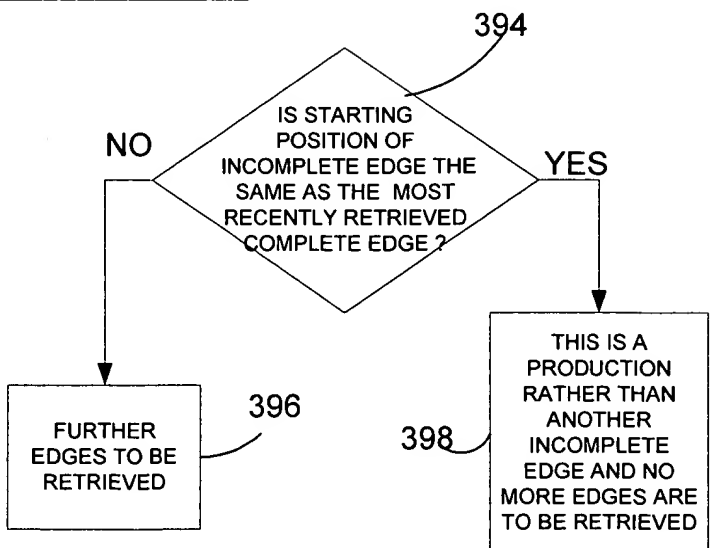 394
IS STARTING
POSITION OF
INCOMPLETE EDGE THE
SAME AS THE MOST
RECENTLY RETRIEVED
COMPLETE EDGE ?
NO
YES
396
FURTHER
EDGES TO BE
RETRIEVED
398
THIS IS A
PRODUCTION
RATHER THAN
ANOTHER
INCOMPLETE
EDGE AND NO
MORE EDGES ARE
TO BE RETRIEVED